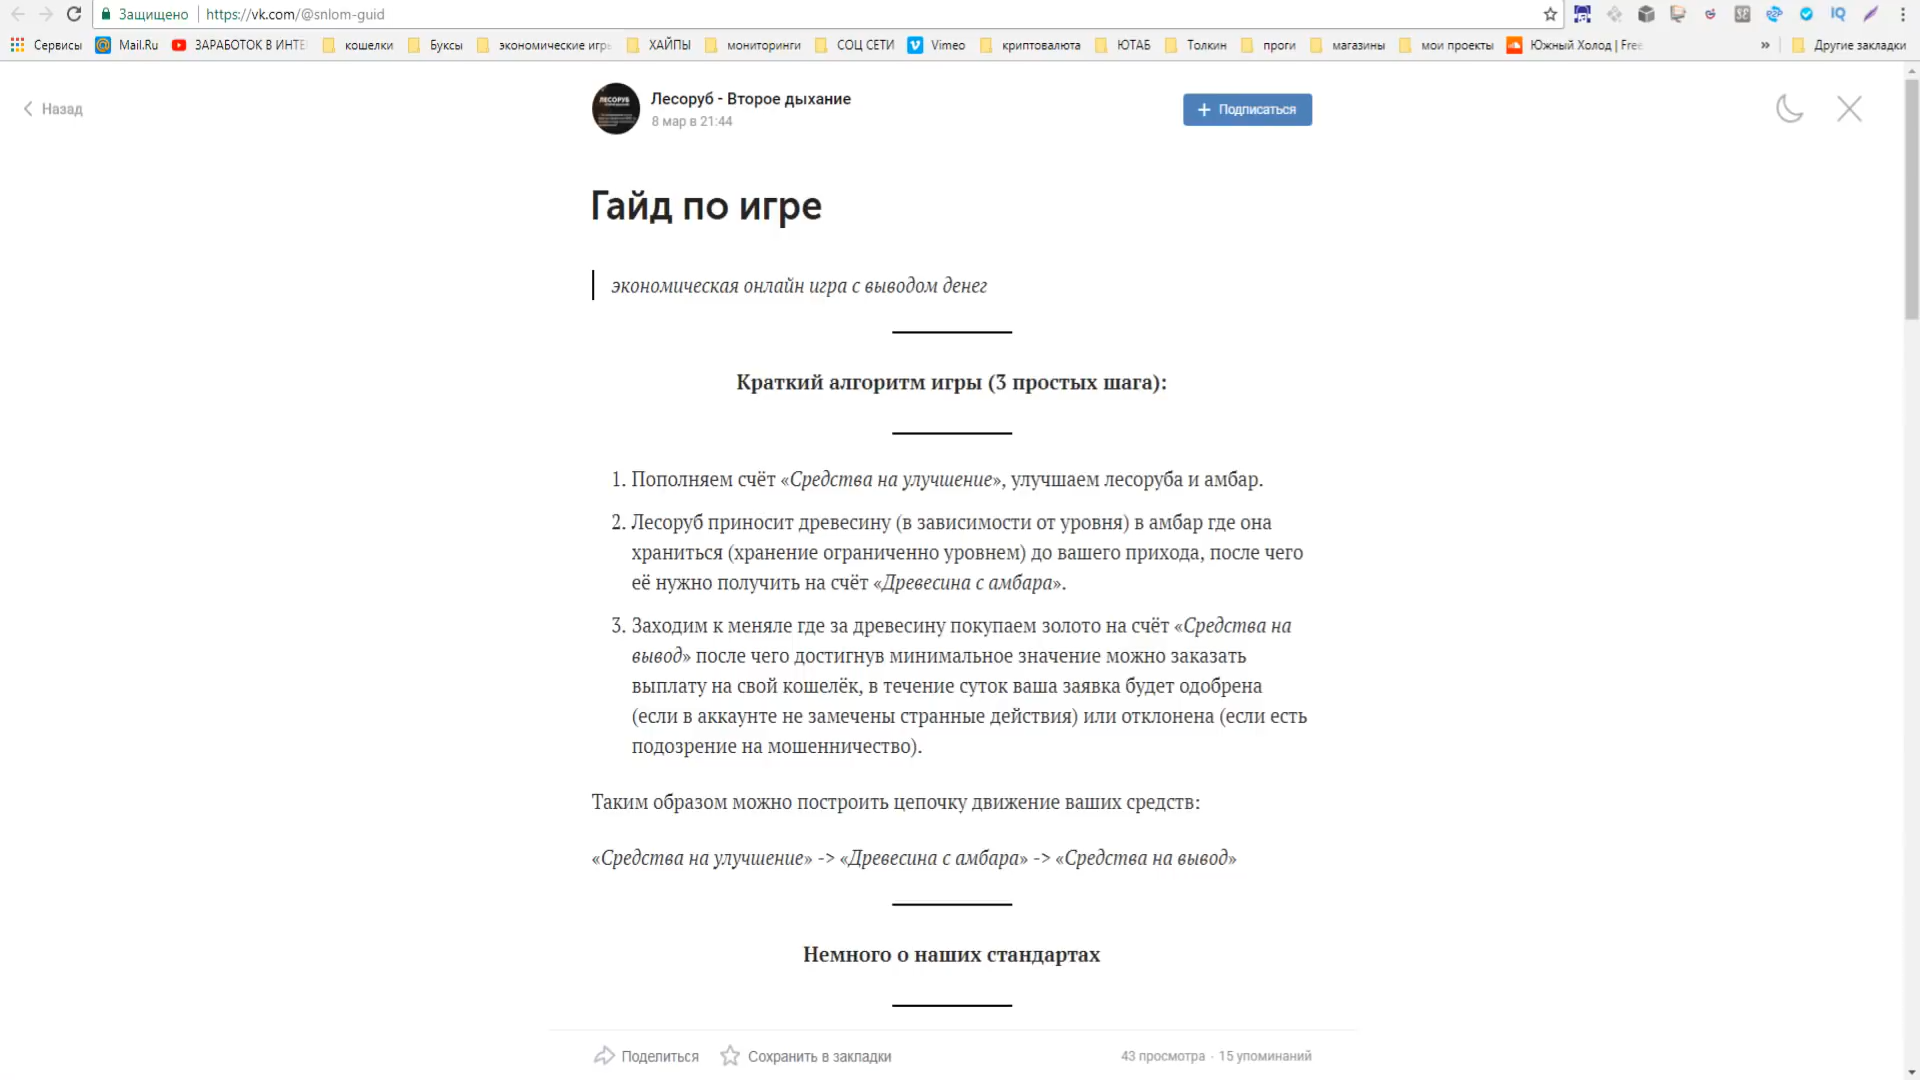 Защищено https://vk.com/@snlom-guid
Сервисы Mail.Ru ЗАРАБОТОК В ИНТЕ кошелки Буксы экономические игр ХАЙПЫ мониторинги СОЦ СЕТИ Vimeo криптовалюта ЮТАБ Толкин проги магазины мои проекты Южный Холод | Free » Другие закладки
Назад
Лесоруб - Второе дыхание
8 мар в 21:44
+ Подписаться
Гайд по игре
экономическая онлайн игра с выводом денег
Краткий алгоритм игры (3 простых шага):
1. Пополняем счёт «Средства на улучшение», улучшаем лесоруба и амбар.
2. Лесоруб приносит древесину (в зависимости от уровня) в амбар где она
храниться (хранение ограниченно уровнем) до вашего прихода, после чего
её нужно получить на счёт «Древесина с амбара».
3. Заходим к меняле где за древесину покупаем золото на счёт «Средства на
вывод» после чего достигнув минимальное значение можно заказать
выплату на свой кошелёк, в течение суток ваша заявка будет одобрена
(если в аккаунте не замечены странные действия) или отклонена (если есть
подозрение на мошенничество).
Таким образом можно построить цепочку движение ваших средств:
«Средства на улучшение» -> «Древесина с амбара» -> «Средства на вывод»
Немного о наших стандартах
Поделиться Сохранить в закладки 43 просмотра · 15 упоминаний